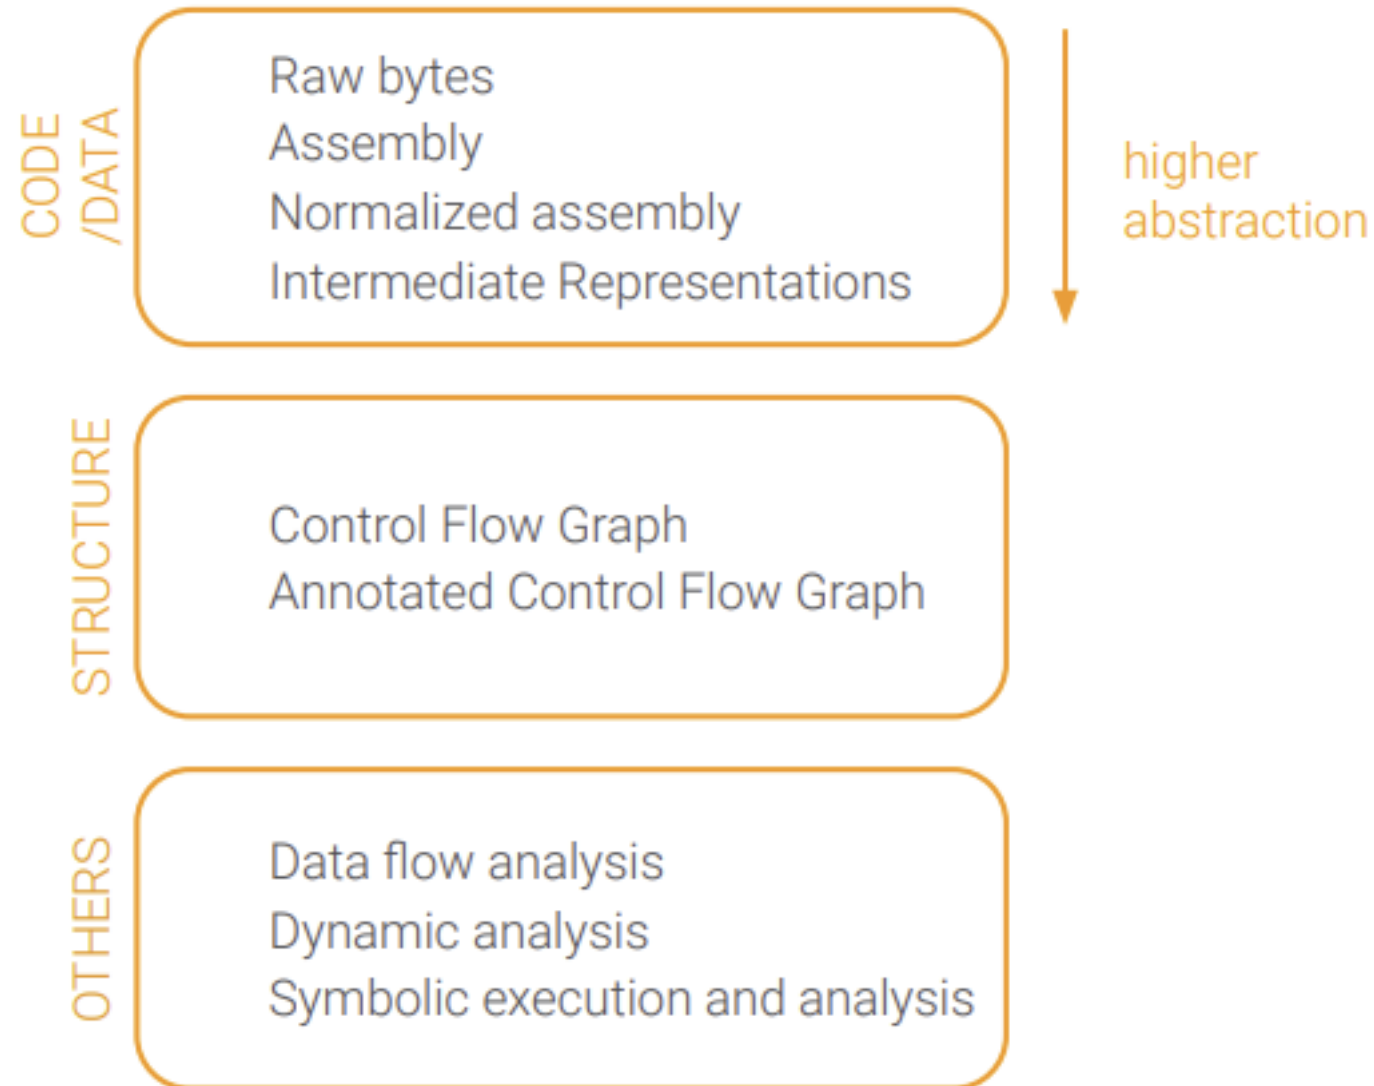 CODE
/DATA
Raw bytes
Assembly
Normalized assembly
Intermediate Representations
higher
abstraction
STRUCTURE
Control Flow Graph
Annotated Control Flow Graph
OTHERS
Data flow analysis
Dynamic analysis
Symbolic execution and analysis